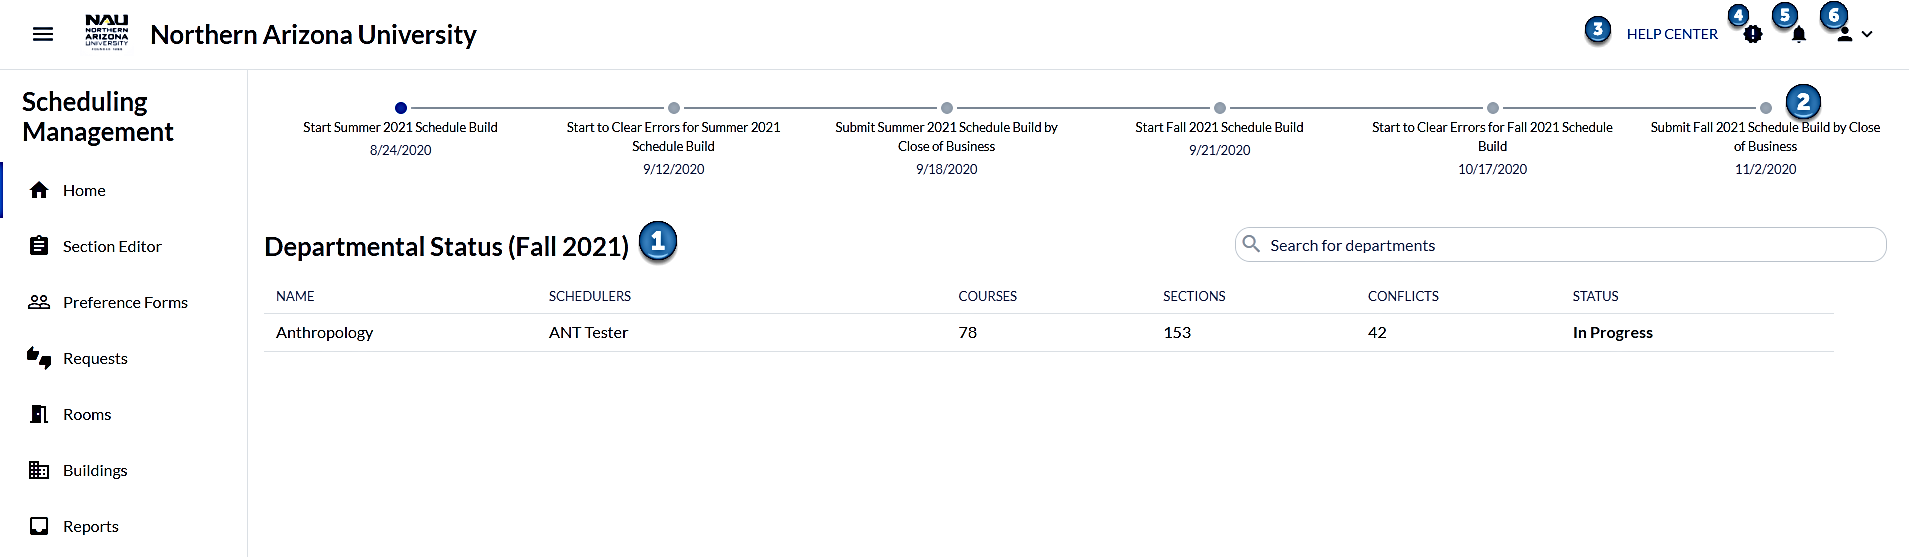 NAU
NORTHERN
ARIZONA
UNIVERSITY
Northern Arizona University
3
HELP CENTER
4
5
6
Scheduling
Management
Home
Section Editor
Preference Forms
Requests
Rooms
Buildings
Reports
Start Summer 2021 Schedule Build
8/24/2020
Start to Clear Errors for Summer 2021
Schedule Build
9/12/2020
Submit Summer 2021 Schedule Build by
Close of Business
9/18/2020
Start Fall 2021 Schedule Build
9/21/2020
Start to Clear Errors for Fall 2021 Schedule
Build
10/17/2020
2
Submit Fall 2021 Schedule Build by Close
of Business
11/2/2020
Departmental Status (Fall 2021)
1
Search for departments
NAME SCHEDULERS COURSES SECTIONS CONFLICTS STATUS
Anthropology ANT Tester 78 153 42 In Progress